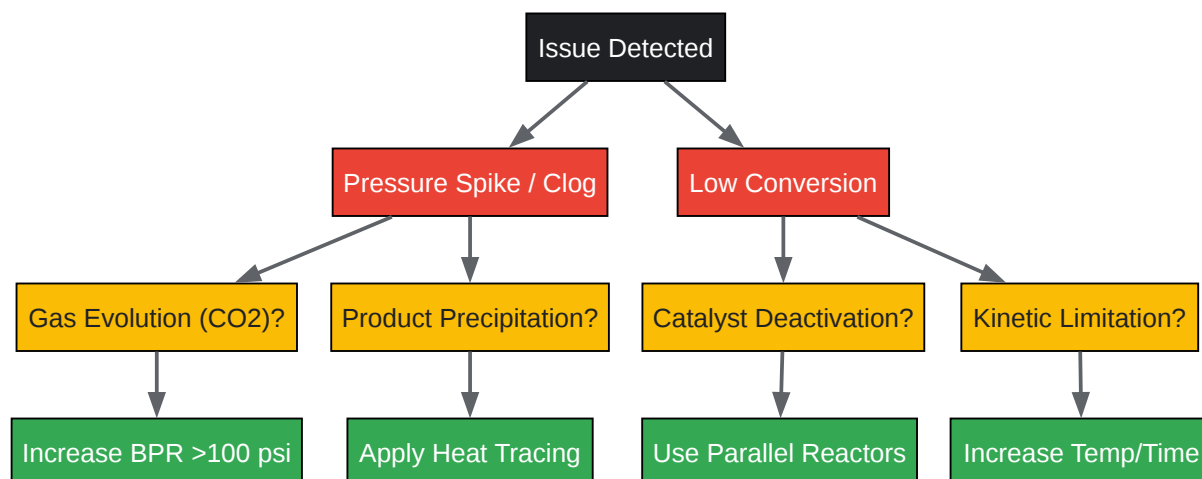 Issue Detected
Pressure Spike / Clog
Low Conversion
Gas Evolution (CO2)?
Product Precipitation?
Catalyst Deactivation?
Kinetic Limitation?
Increase BPR >100 psi
Apply Heat Tracing
Use Parallel Reactors
Increase Temp/Time